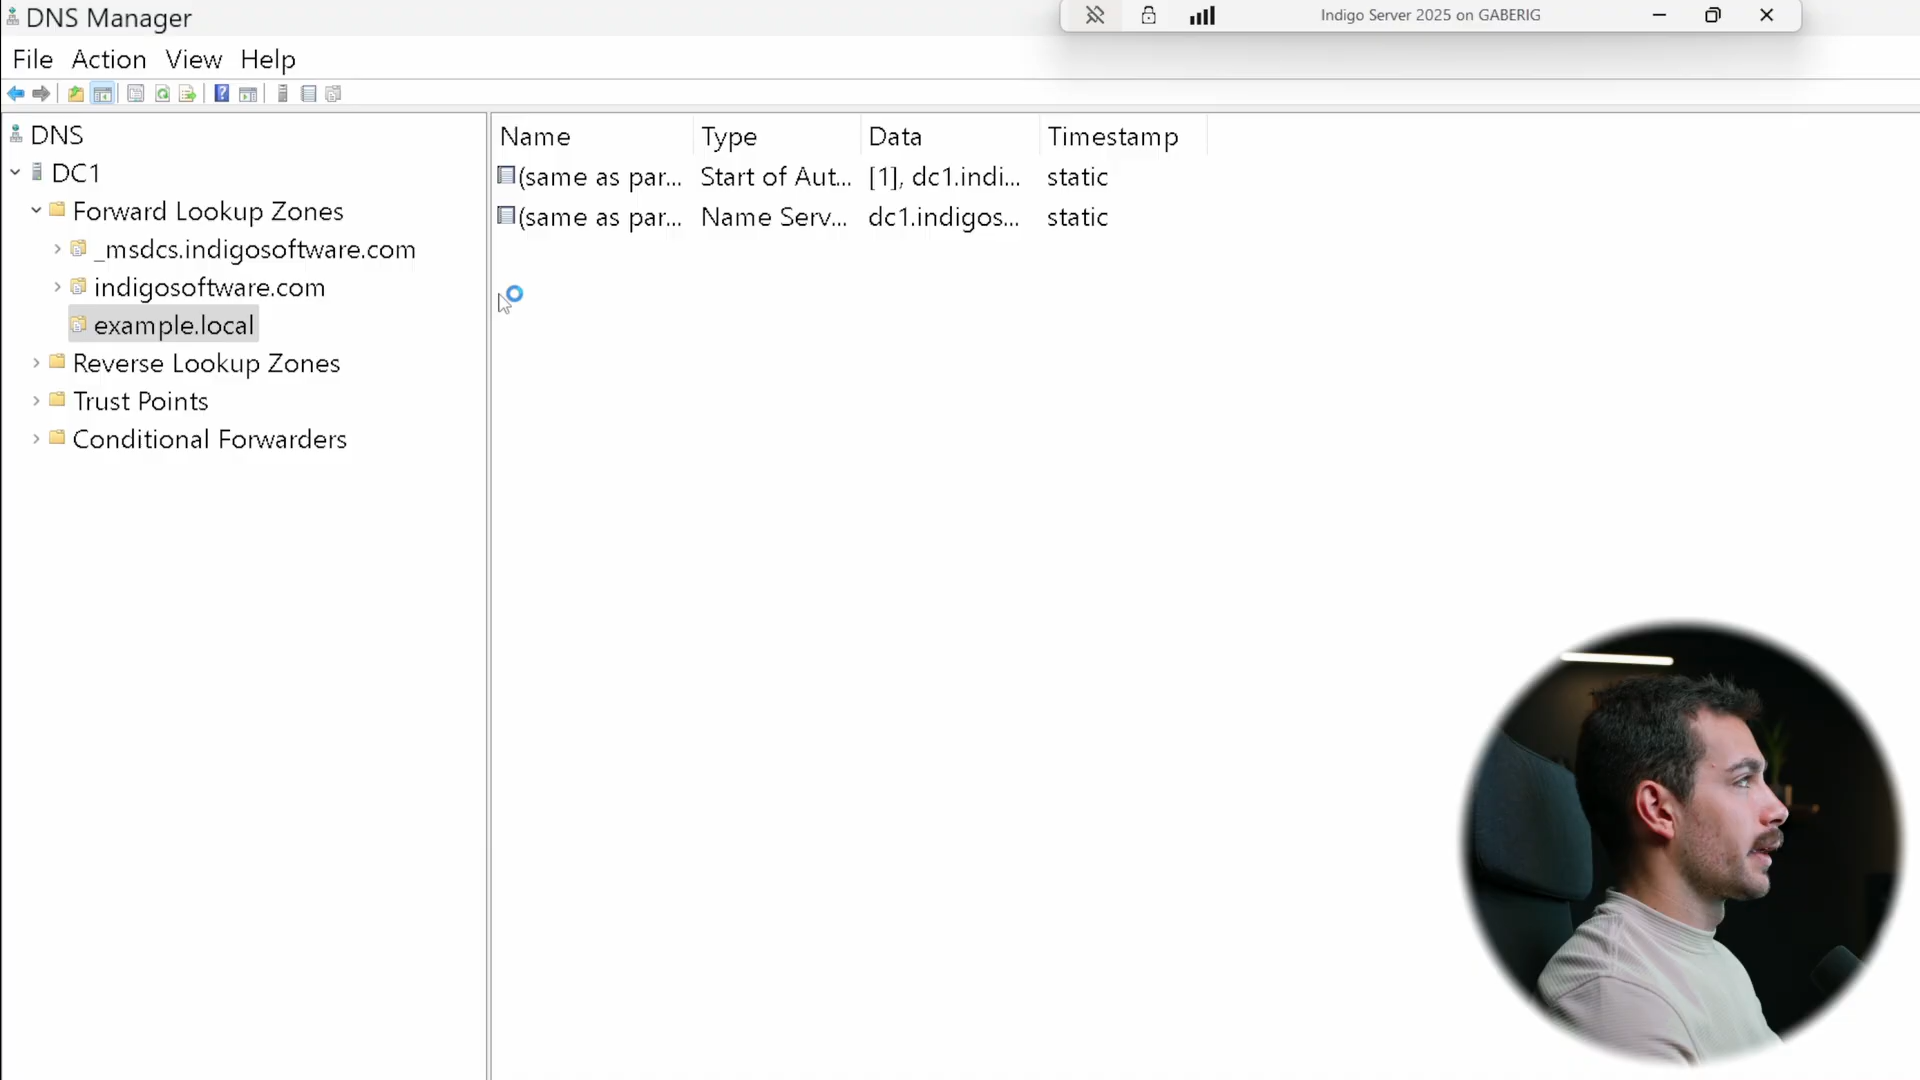 DNS Manager
Indigo Server 2025 on GABERIG
File Action View Help
DNS
DC1
Forward Lookup Zones
_msdcs.indigosoftware.com
indigosoftware.com
example.local
Reverse Lookup Zones
Trust Points
Conditional Forwarders
Name Type Data Timestamp
(same as par... Start of Aut... [1], dc1.indi... static
(same as par... Name Serv... dc1.indigos... static